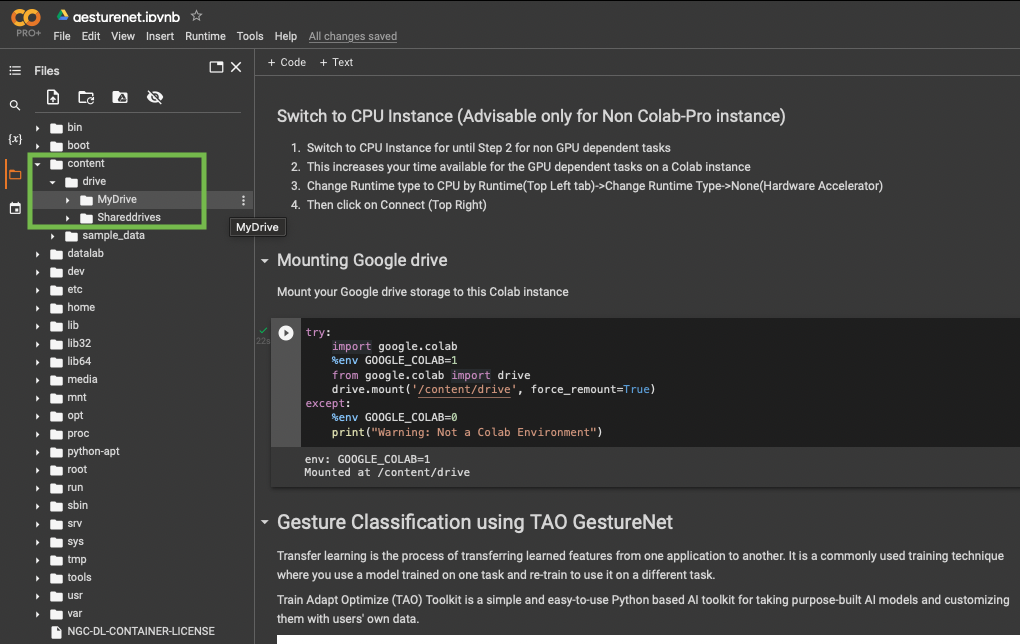 CO
PRO+
gesturenet.ipynb
File Edit View Insert Runtime Tools Help All changes saved
Files
+ Code + Text
{x}
bin
boot
content
drive
MyDrive
Shareddrives
sample_data
datalab
dev
etc
home
lib
lib32
lib64
media
mnt
opt
proc
python-apt
root
run
sbin
srv
sys
tmp
tools
usr
var
NGC-DL-CONTAINER-LICENSE
MyDrive
Switch to CPU Instance (Advisable only for Non Colab-Pro instance)
1. Switch to CPU Instance for until Step 2 for non GPU dependent tasks
2. This increases your time available for the GPU dependent tasks on a Colab instance
3. Change Runtime type to CPU by Runtime(Top Left tab)->Change Runtime Type->None(Hardware Accelerator)
4. Then click on Connect (Top Right)
Mounting Google drive
Mount your Google drive storage to this Colab instance
22s
try:
import google.colab
%env GOOGLE_COLAB=1
from google.colab import drive
drive.mount('/content/drive', force_remount=True)
except:
%env GOOGLE_COLAB=0
print("Warning: Not a Colab Environment")
env: GOOGLE_COLAB=1
Mounted at /content/drive
Gesture Classification using TAO GestureNet
Transfer learning is the process of transferring learned features from one application to another. It is a commonly used training technique
where you use a model trained on one task and re-train to use it on a different task.
Train Adapt Optimize (TAO) Toolkit is a simple and easy-to-use Python based AI toolkit for taking purpose-built AI models and customizing
them with users' own data.